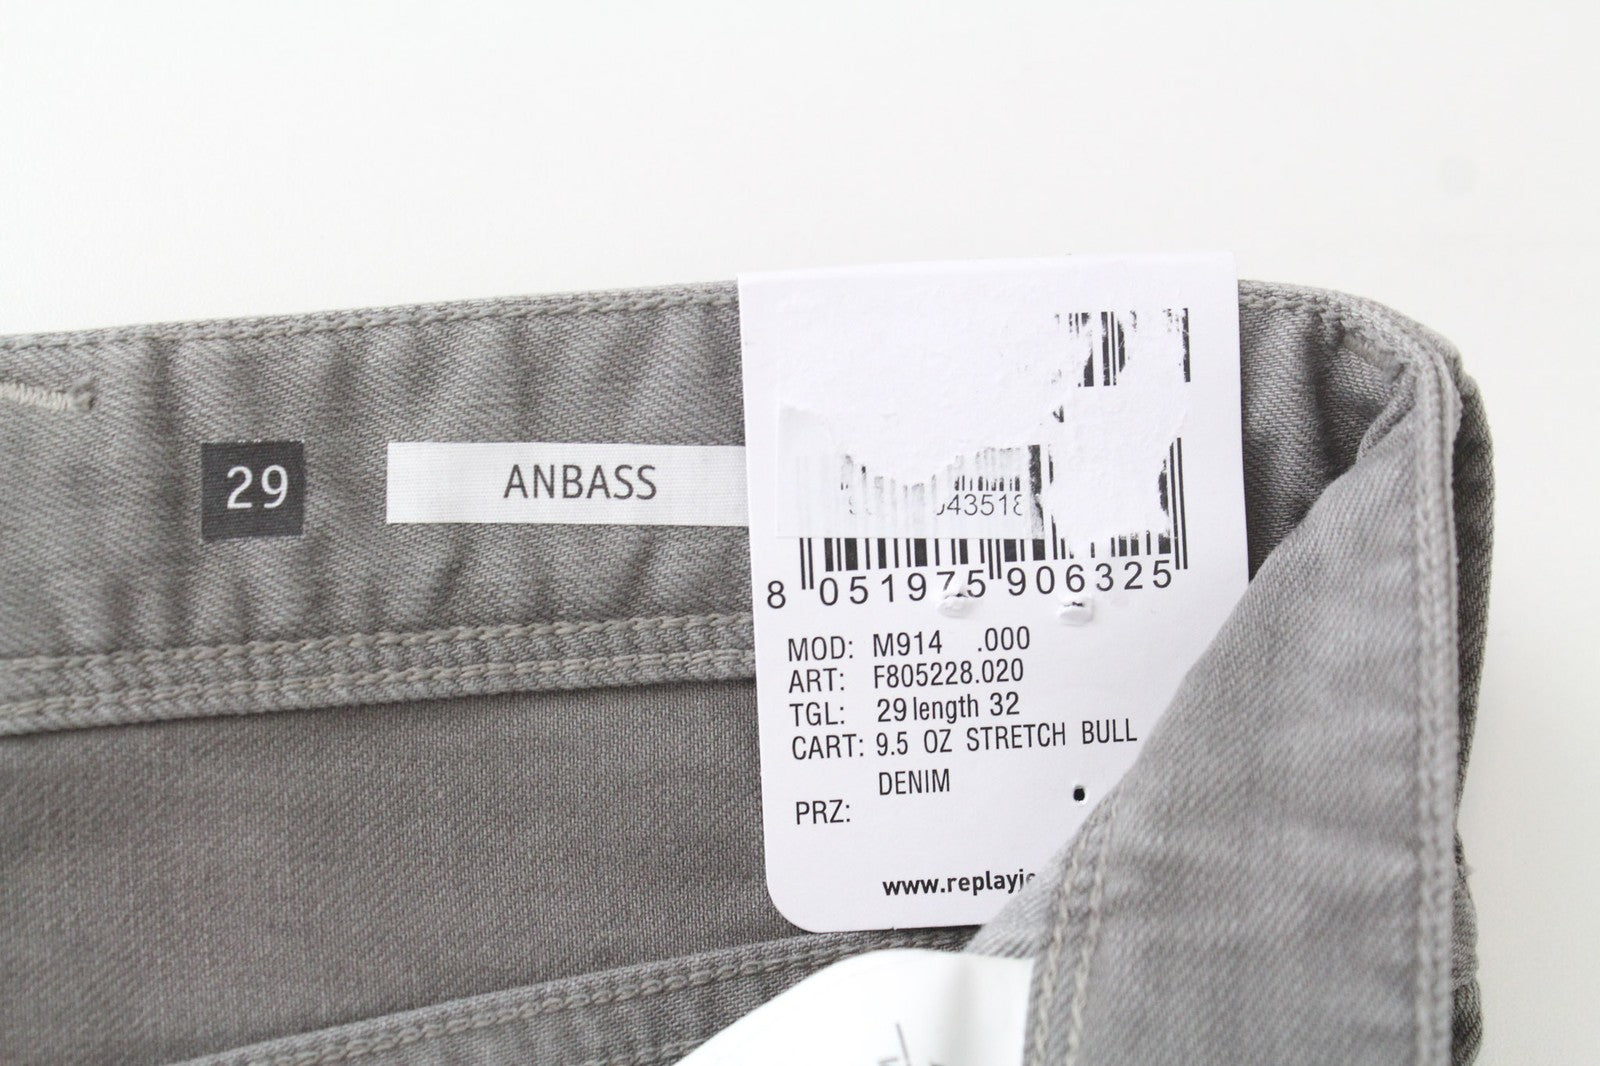 29
ANBASS
8 051975 906325
MOD: M914 .000
ART: F805228.020
TGL: 29 length 32
CART: 9.5 OZ STRETCH BULL
DENIM
PRZ: